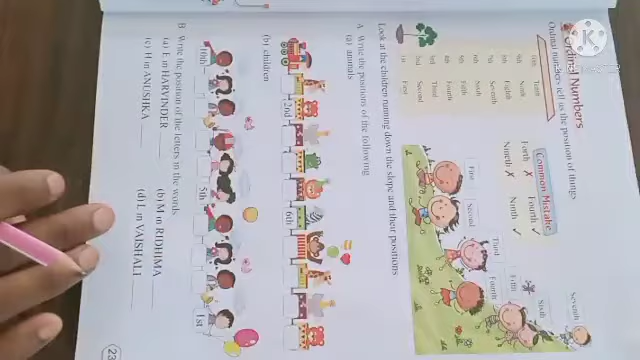 Ordinal Numbers
Ordinal numbers tell us the position of things
Common Mistake
Forth ✗ Fourth ✓
Nineth ✗ Ninth ✓
10th Tenth
9th Ninth
8th Eighth
7th Seventh
6th Sixth
5th Fifth
4th Fourth
3rd Third
2nd Second
1st First
First
Second
Third
Fourth
Fifth
Sixth
Seventh
Look at the children running down the slope and their positions
A Write the positions of the following
(a) animals
2nd
6th
(b) children
10th
5th
1st
B Write the position of the letters in the words
(a) E in HARVINDER
(b) M in RIDHIMA
(c) H in ANUSHKA
(d) L in VAISHALI
23